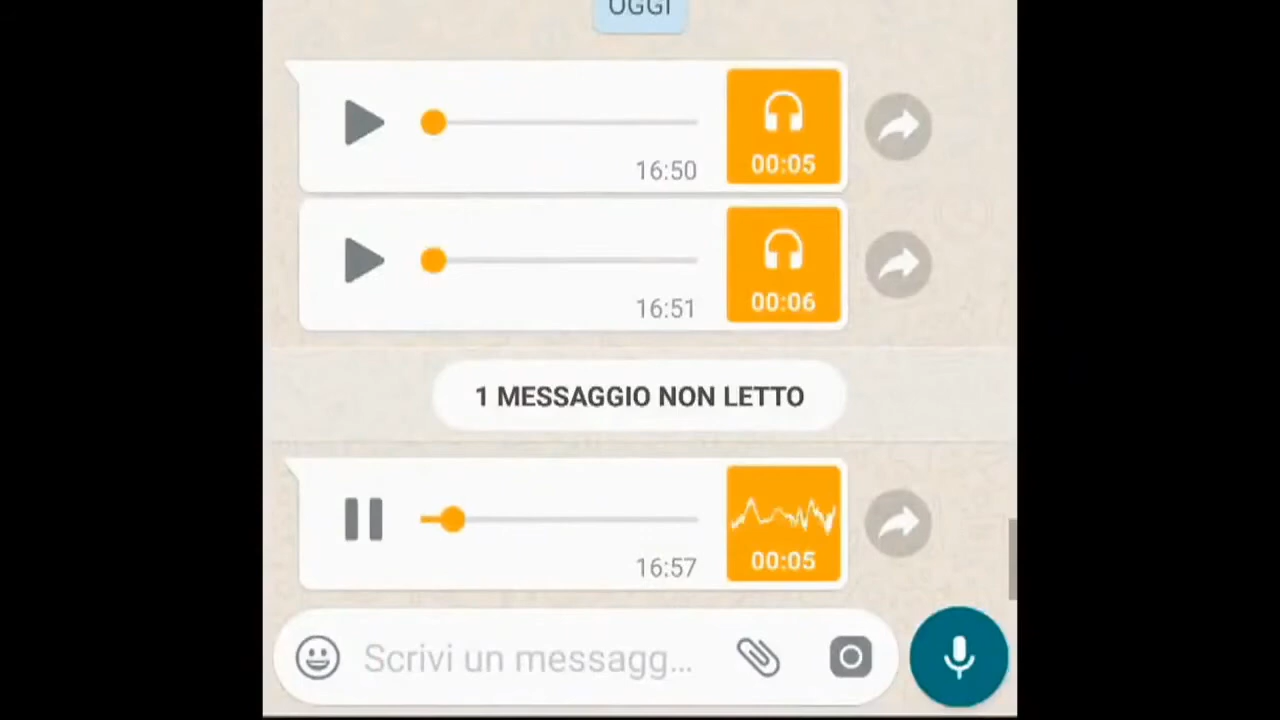 OGGI
16:50
00:05
16:51
00:06
1 MESSAGGIO NON LETTO
16:57
00:05
Scrivi un messagg...